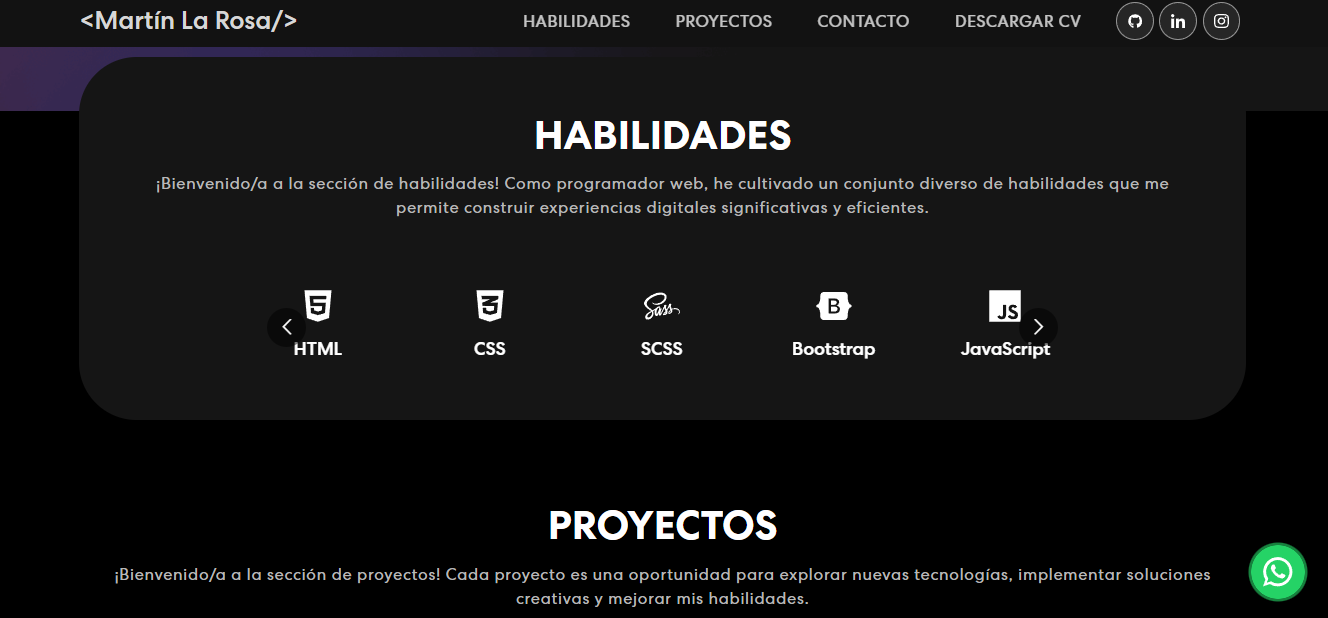 <Martín La Rosa/>
HABILIDADES
PROYECTOS
CONTACTO
DESCARGAR CV
in
HABILIDADES
¡Bienvenido/a a la sección de habilidades! Como programador web, he cultivado un conjunto diverso de habilidades que me
permite construir experiencias digitales significativas y eficientes.
5
3
Sass
B
JS
HTML
CSS
SCSS
Bootstrap
JavaScript
PROYECTOS
¡Bienvenido/a a la sección de proyectos! Cada proyecto es una oportunidad para explorar nuevas tecnologías, implementar soluciones
creativas y mejorar mis habilidades.